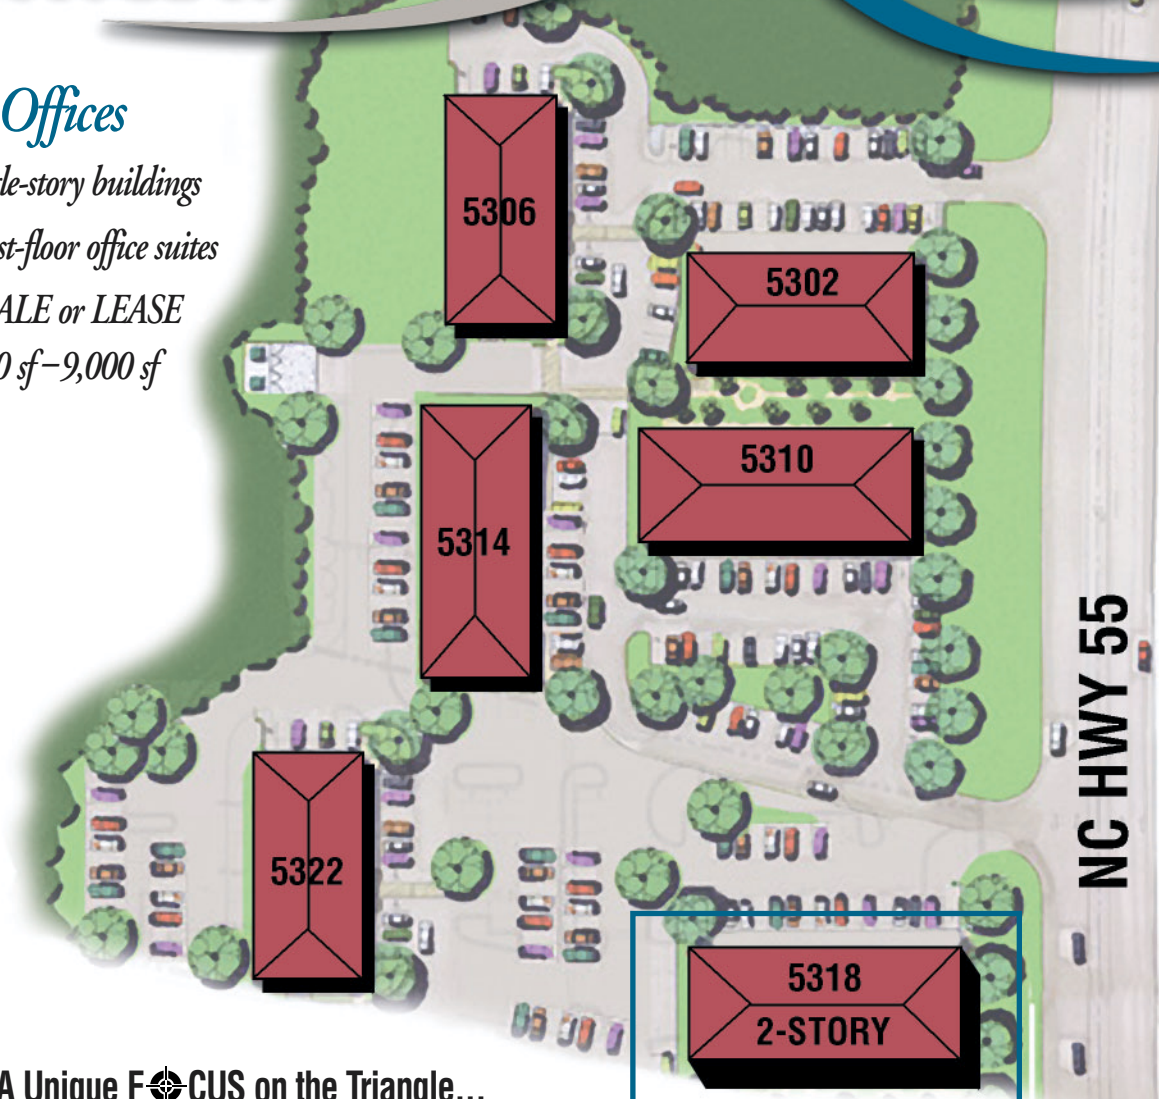 Offices
le-story buildings
st-floor office suites
ALE or LEASE
0 sf–9,000 sf
5306
5302
5310
5314
NC HWY 55
5322
5318
2-STORY
A Unique FOCUS on the Triangle...